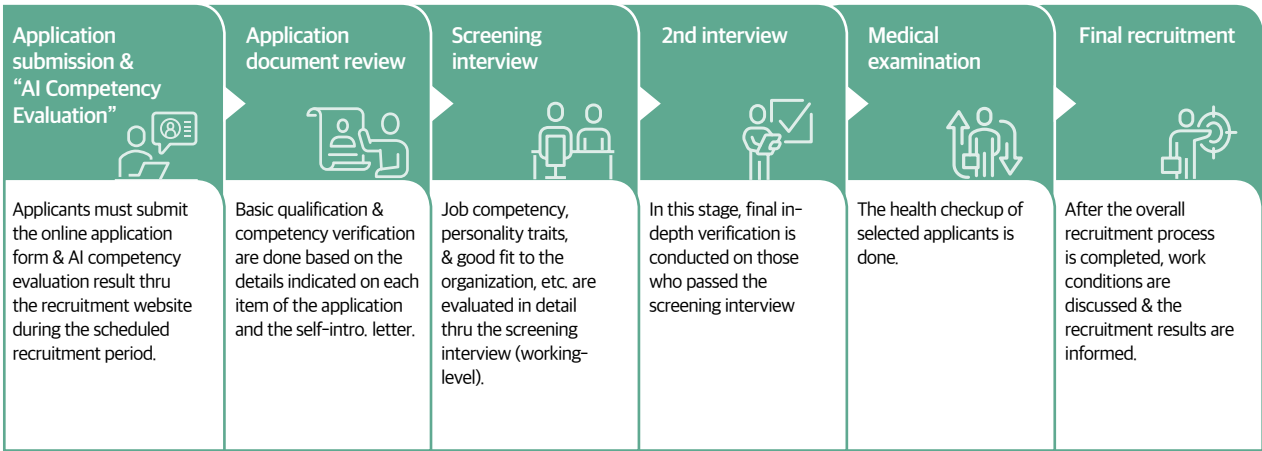 Application
submission &
“AI Competency
Evaluation”
Applicants must submit
the online application
form & AI competency
evaluation result thru
the recruitment website
during the scheduled
recruitment period.
Application
document review
Basic qualification &
competency verification
are done based on the
details indicated on each
item of the application
and the self-intro. letter.
Screening
interview
Job competency,
personality traits,
& good fit to the
organization, etc. are
evaluated in detail
thru the screening
interview (working-
level).
2nd interview
In this stage, final in-
depth verification is
conducted on those
who passed the
screening interview
Medical
examination
The health checkup of
selected applicants is
done.
Final recruitment
After the overall
recruitment process
is completed, work
conditions are
discussed & the
recruitment results are
informed.